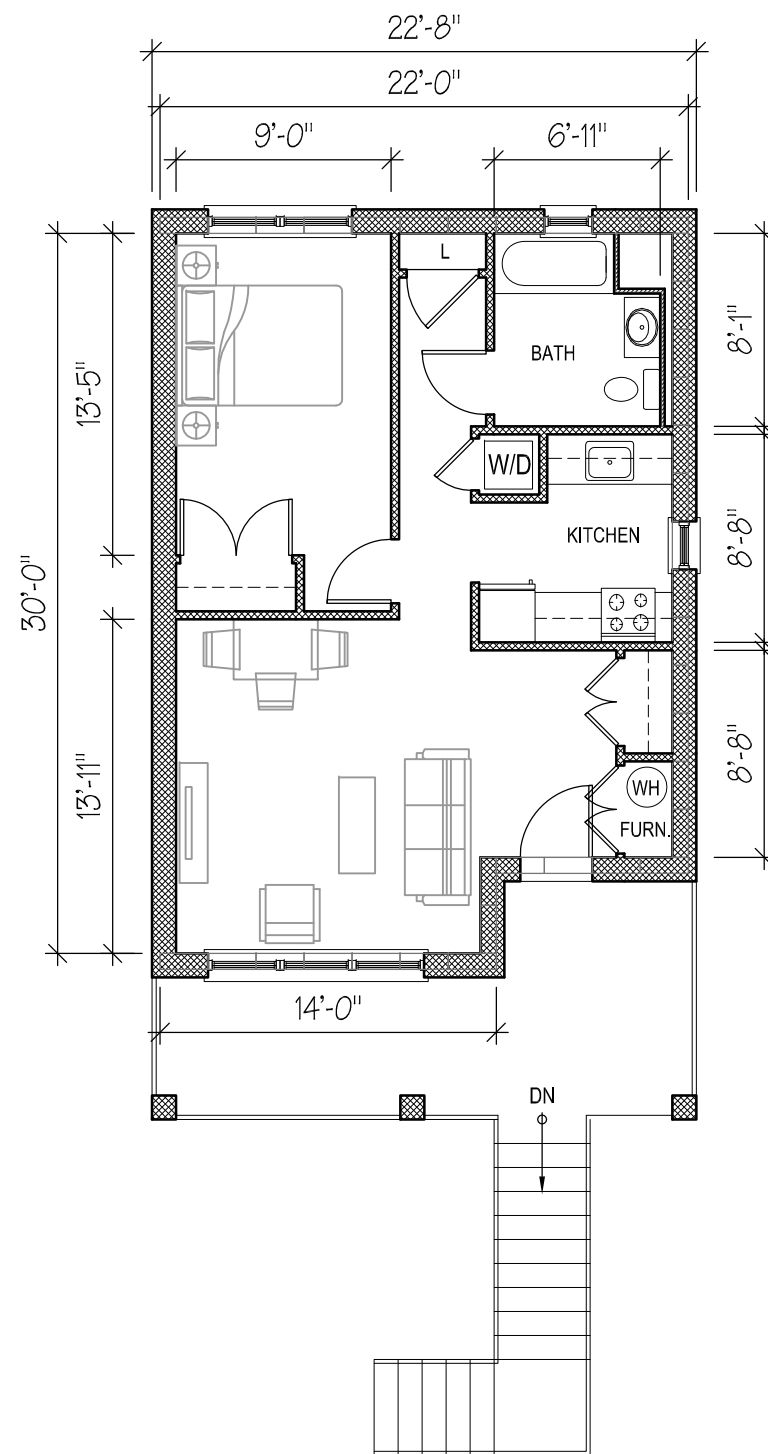 22'-8"
22'-0"
9'-0"
6'-11"
L
8'-1"
BATH
13'-5"
W/D
KITCHEN
8'-8"
30'-0"
13'-11"
8'-8"
WH
FURN.
14'-0"
DN